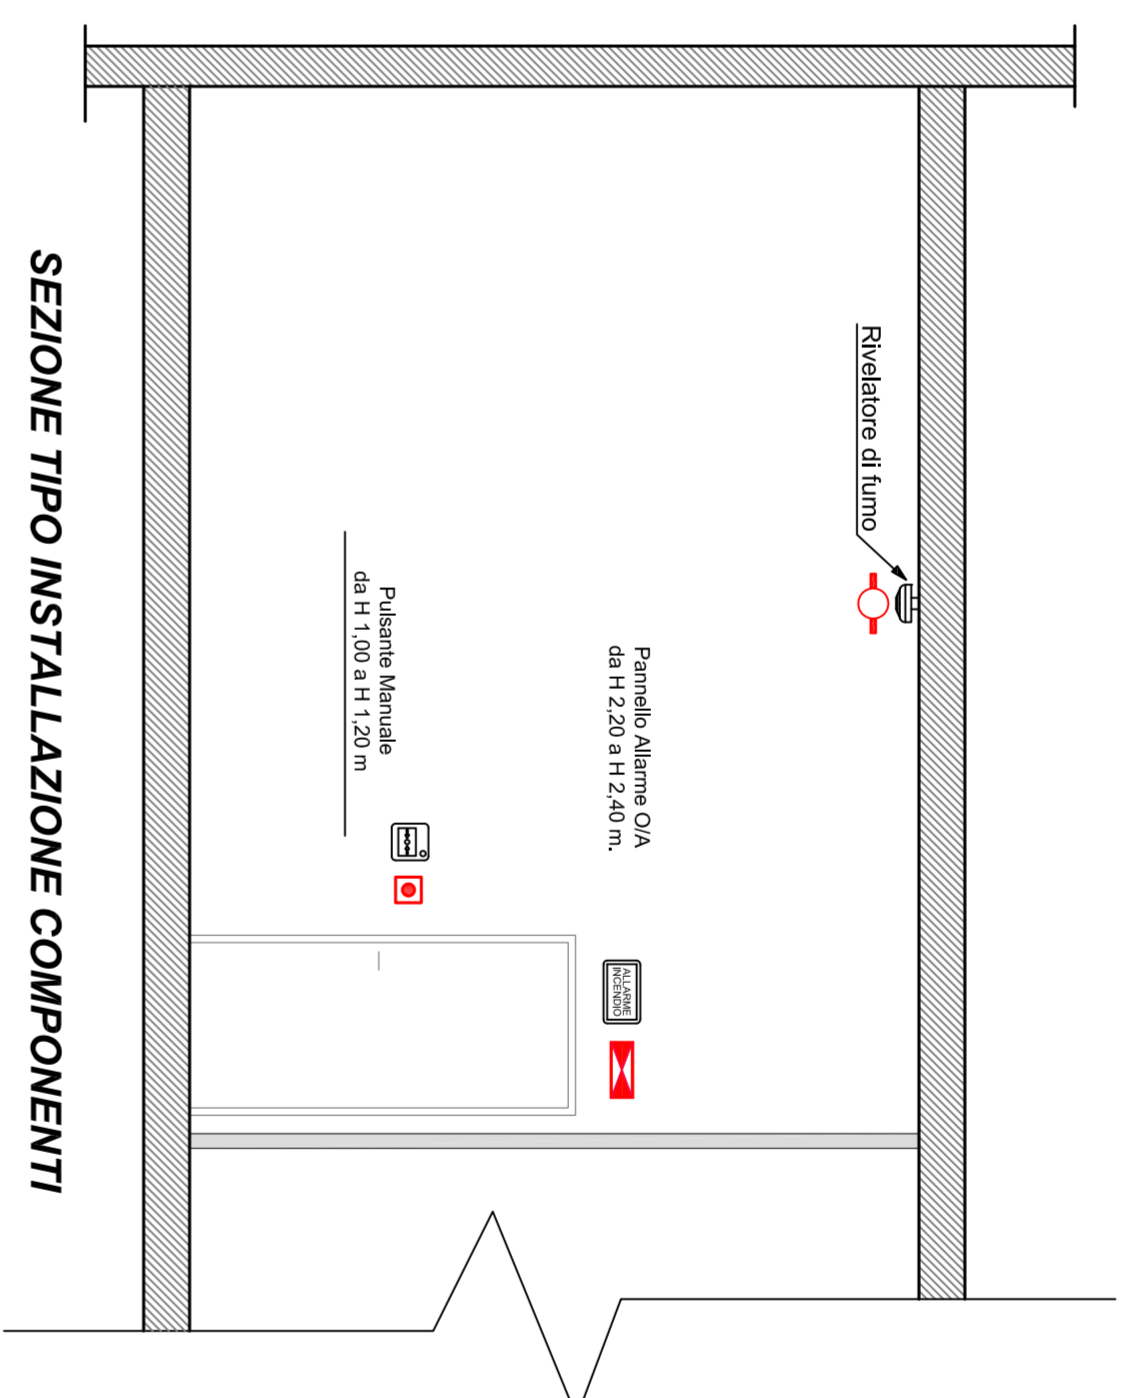 Rivelatore di fumo
Pannello Allarme O/A
da H 2,20 a H 2,40 m.
ALLARME
INCENDIO
Pulsante Manuale
da H 1,00 a H 1,20 m
SEZIONE TIPO INSTALLAZIONE COMPONENTI